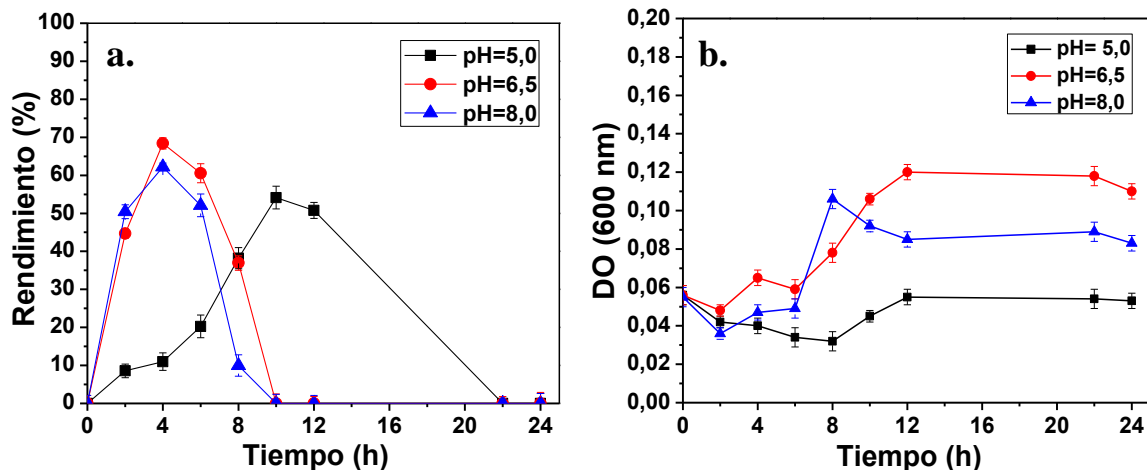 a.
pH=5,0
pH=6,5
pH=8,0
Rendimiento (%)
100
90
80
70
60
50
40
30
20
10
0
0 4 8 12 20 24
Tiempo (h)
b.
pH= 5,0
pH=6,5
pH=8,0
DO (600 nm)
0,20
0,18
0,16
0,14
0,12
0,10
0,08
0,06
0,04
0,02
0,00
0 4 8 12 20 24
Tiempo (h)